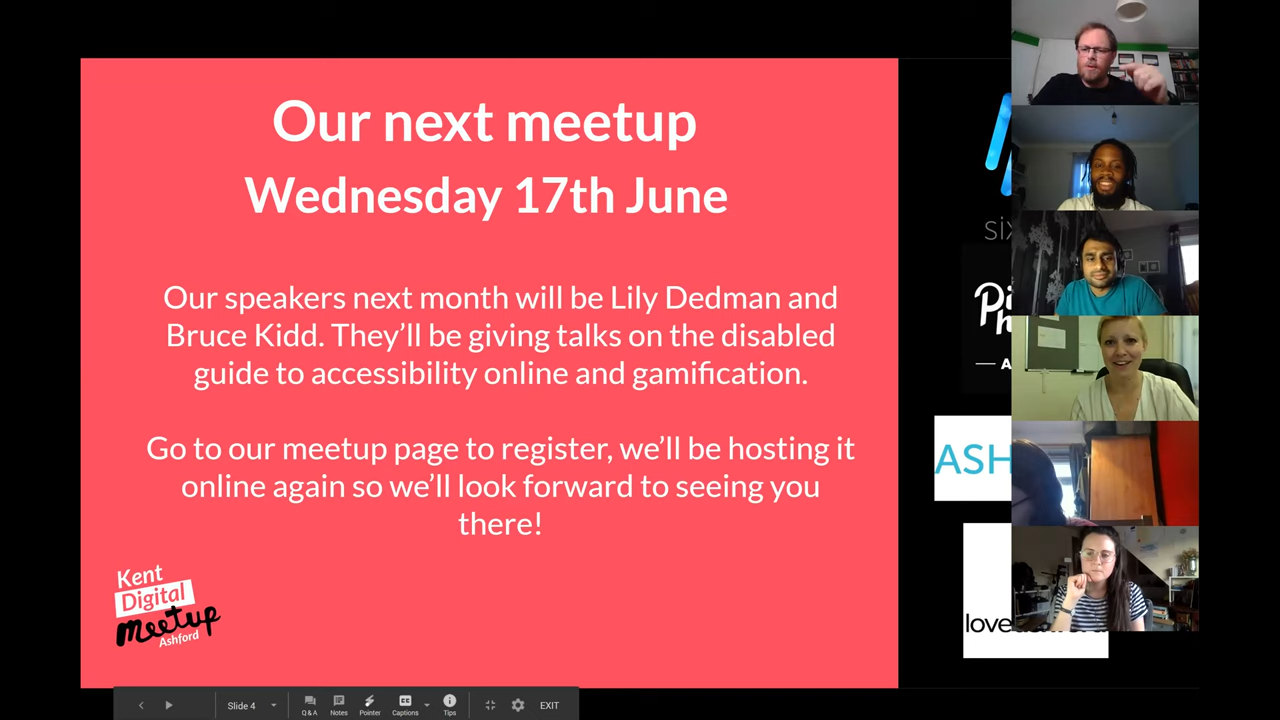 Our next meetup
Wednesday 17th June
Our speakers next month will be Lily Dedman and
Bruce Kidd. They’ll be giving talks on the disabled
guide to accessibility online and gamification.
Go to our meetup page to register, we’ll be hosting it
online again so we’ll look forward to seeing you
there!
Kent
Digital
meetup
Ashford
ASH
love
Slide 4
Q&A
Notes
Pointer
Captions
Tips
EXIT